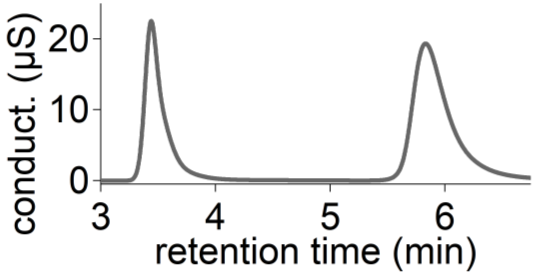 conduct. (µS)
20
10
0
3 4 5 6
retention time (min)